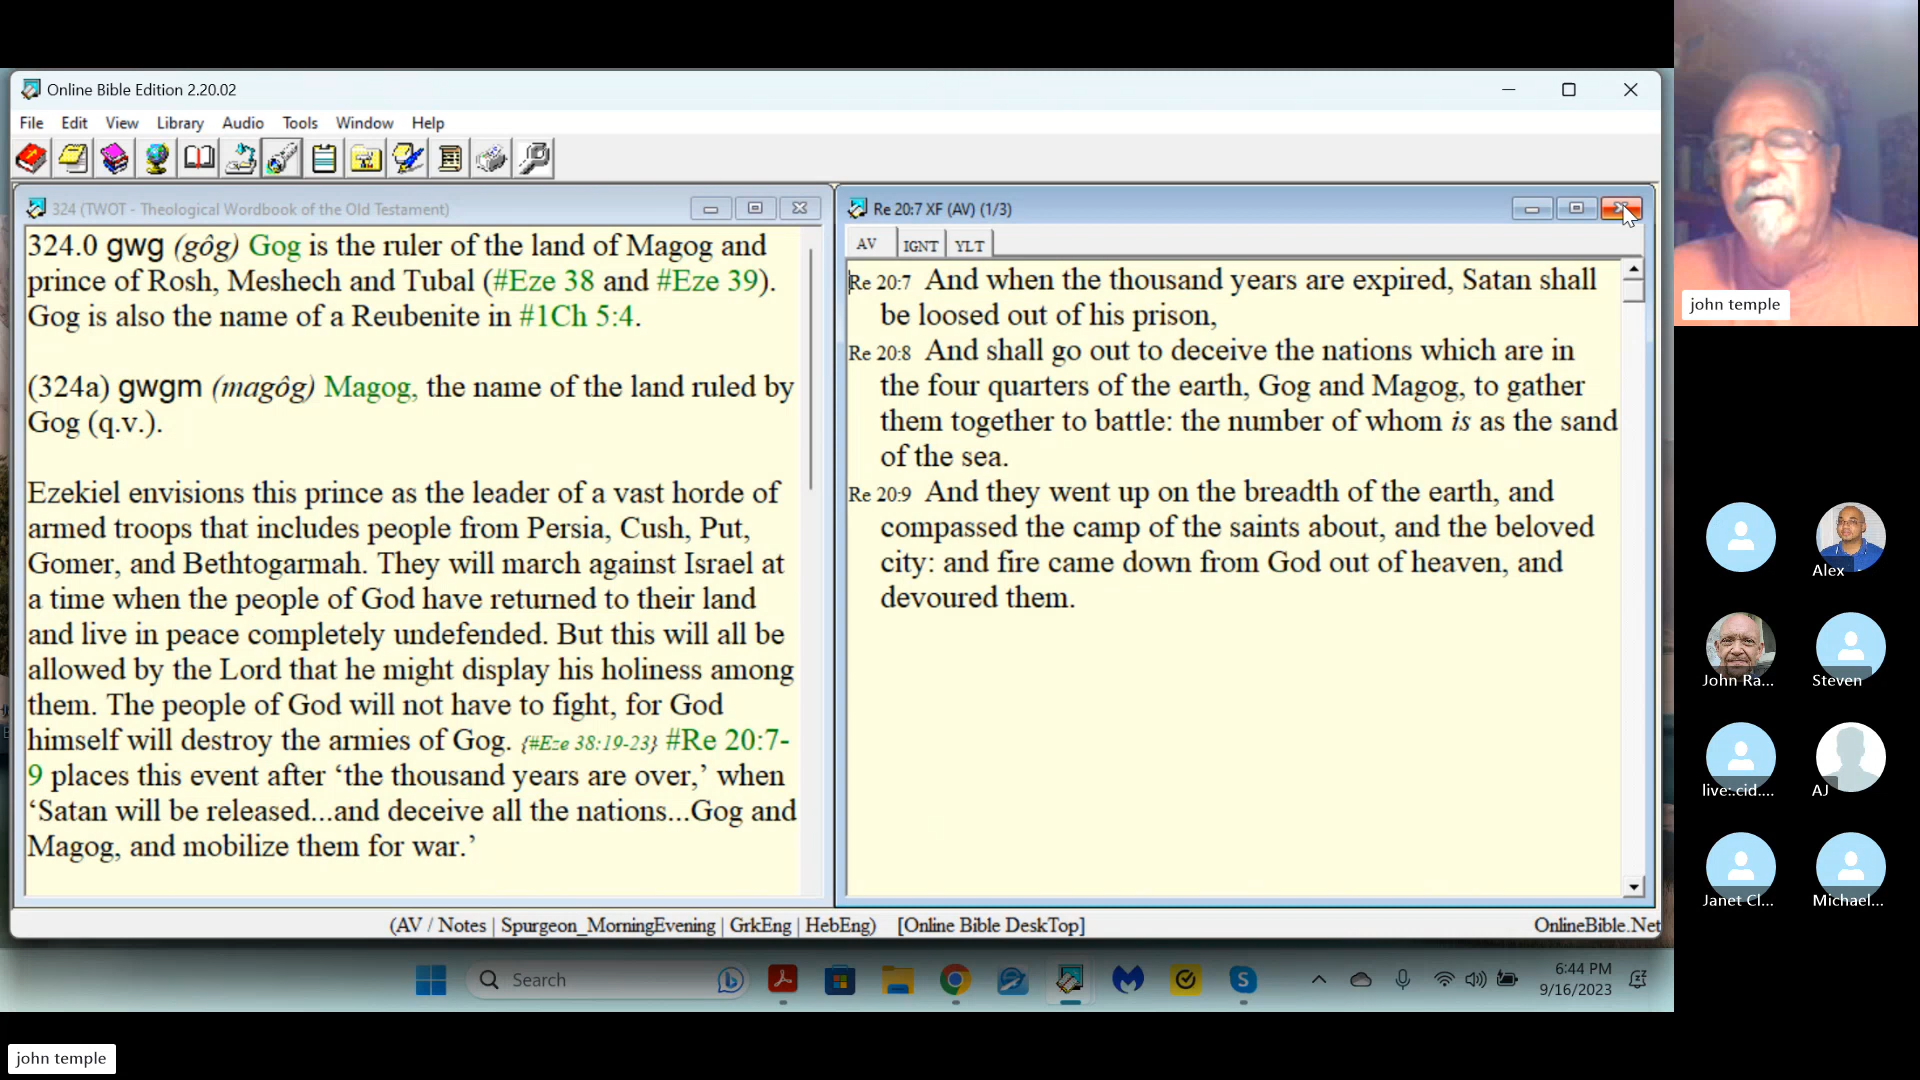 Online Bible Edition 2.20.02
File Edit View Library Audio Tools Window Help
324 (TWOT - Theological Wordbook of the Old Testament)
324.0 gwg (gôg) Gog is the ruler of the land of Magog and
prince of Rosh, Meshech and Tubal (#Eze 38 and #Eze 39).
Gog is also the name of a Reubenite in #1Ch 5:4.
(324a) gwgm (magôg) Magog, the name of the land ruled by
Gog (q.v.).
Ezekiel envisions this prince as the leader of a vast horde of
armed troops that includes people from Persia, Cush, Put,
Gomer, and Bethtogarmah. They will march against Israel at
a time when the people of God have returned to their land
and live in peace completely undefended. But this will all be
allowed by the Lord that he might display his holiness among
them. The people of God will not have to fight, for God
himself will destroy the armies of Gog. {#Eze 38:19-23} #Re 20:7-
9 places this event after ‘the thousand years are over,’ when
‘Satan will be released...and deceive all the nations...Gog and
Magog, and mobilize them for war.’
Re 20:7 XF (AV) (1/3)
AV IGNT YLT
Re 20:7 And when the thousand years are expired, Satan shall
be loosed out of his prison,
Re 20:8 And shall go out to deceive the nations which are in
the four quarters of the earth, Gog and Magog, to gather
them together to battle: the number of whom is as the sand
of the sea.
Re 20:9 And they went up on the breadth of the earth, and
compassed the camp of the saints about, and the beloved
city: and fire came down from God out of heaven, and
devoured them.
(AV / Notes | Spurgeon_MorningEvening | GrkEng | HebEng) [Online Bible DeskTop]
OnlineBible.Net
Search
6:44 PM
9/16/2023
john temple
Alex
John Ra...
Steven
live:.cid....
AJ
Janet Cl...
Michael...
john temple